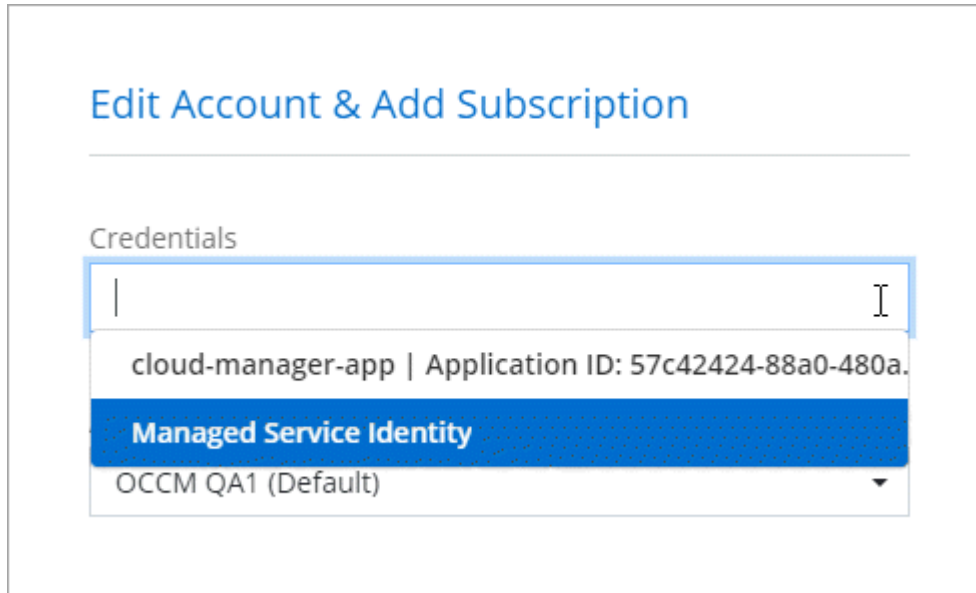 Edit Account & Add Subscription
Credentials
cloud-manager-app | Application ID: 57c42424-88a0-480a.
Managed Service Identity
OCCM QA1 (Default)